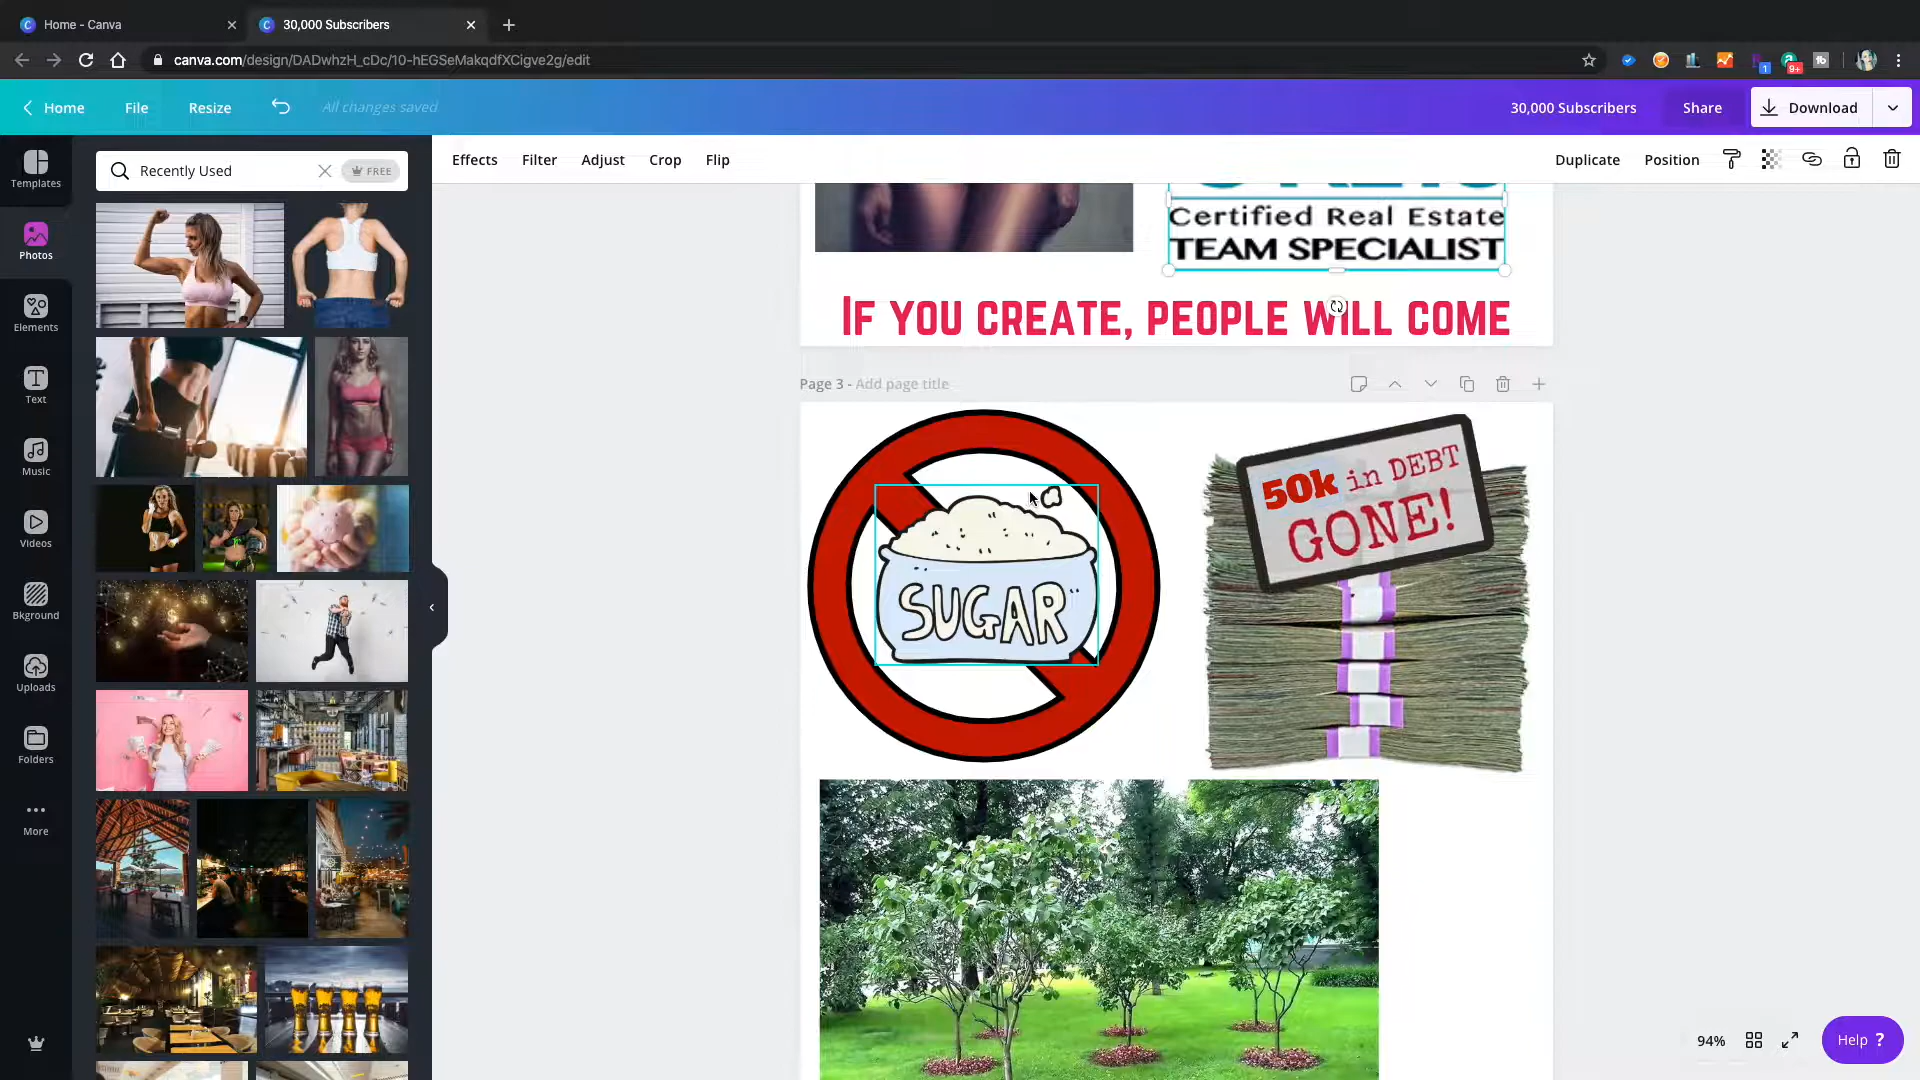 Home - Canva
30,000 Subscribers
canva.com/design/DADwhzH_cDc/10-hEGSeMakqdfXCigve2g/edit
1
9+
Home
File
Resize
All changes saved
30,000 Subscribers
Share
Download
Templates
Photos
Elements
Text
Music
Videos
Bkground
Uploads
Folders
More
Recently Used
FREE
Effects
Filter
Adjust
Crop
Flip
Duplicate
Position
Certified Real Estate
TEAM SPECIALIST
IF YOU CREATE, PEOPLE WILL COME
Page 3 - Add page title
SUGAR
50k in DEBT
GONE!
94%
Help ?